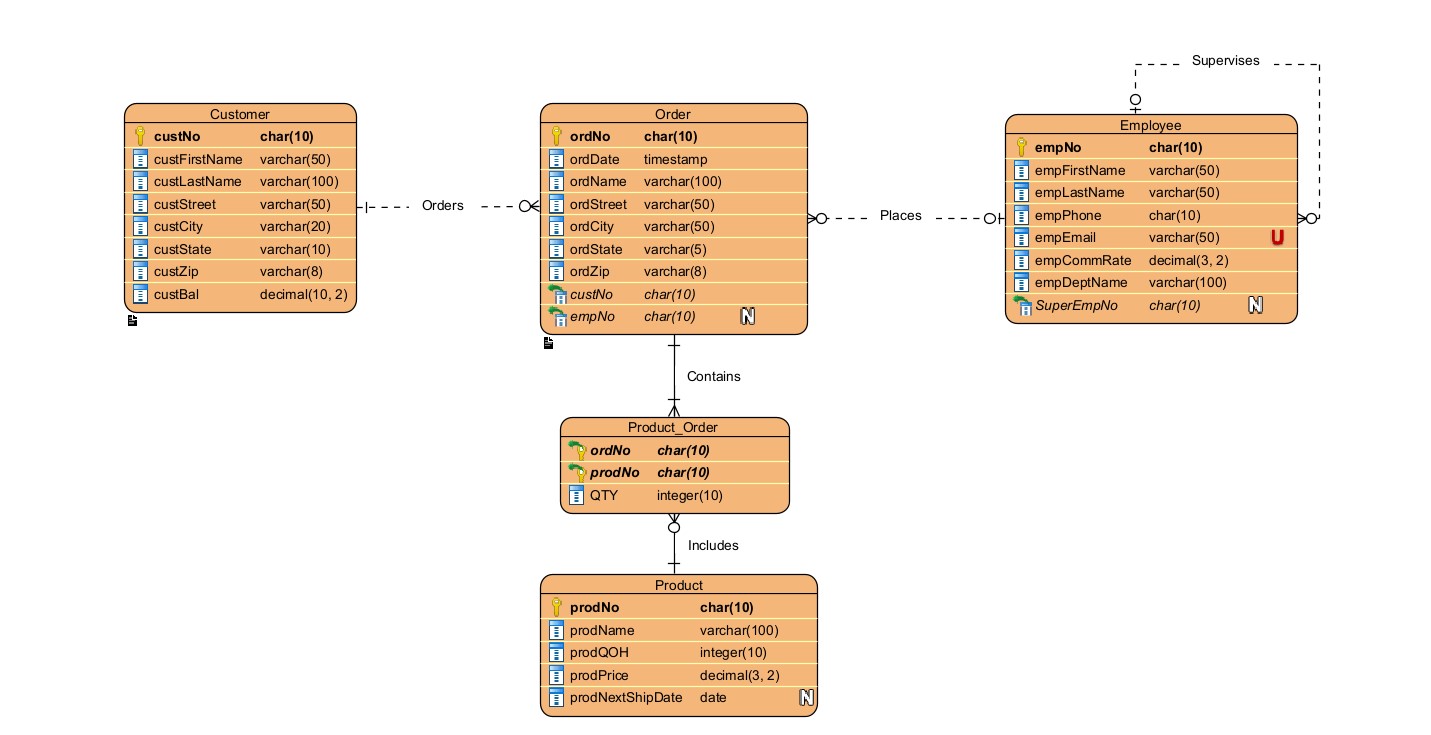 Supervises
Customer
custNo char(10)
custFirstName varchar(50)
custLastName varchar(100)
custStreet varchar(50)
custCity varchar(20)
custState varchar(10)
custZip varchar(8)
custBal decimal(10, 2)
Orders
Order
ordNo char(10)
ordDate timestamp
ordName varchar(100)
ordStreet varchar(50)
ordCity varchar(50)
ordState varchar(5)
ordZip varchar(8)
custNo char(10)
empNo char(10) N
Places
Employee
empNo char(10)
empFirstName varchar(50)
empLastName varchar(50)
empPhone char(10)
empEmail varchar(50) U
empCommRate decimal(3, 2)
empDeptName varchar(100)
SuperEmpNo char(10) N
Contains
Product_Order
ordNo char(10)
prodNo char(10)
QTY integer(10)
Includes
Product
prodNo char(10)
prodName varchar(100)
prodQOH integer(10)
prodPrice decimal(3, 2)
prodNextShipDate date N